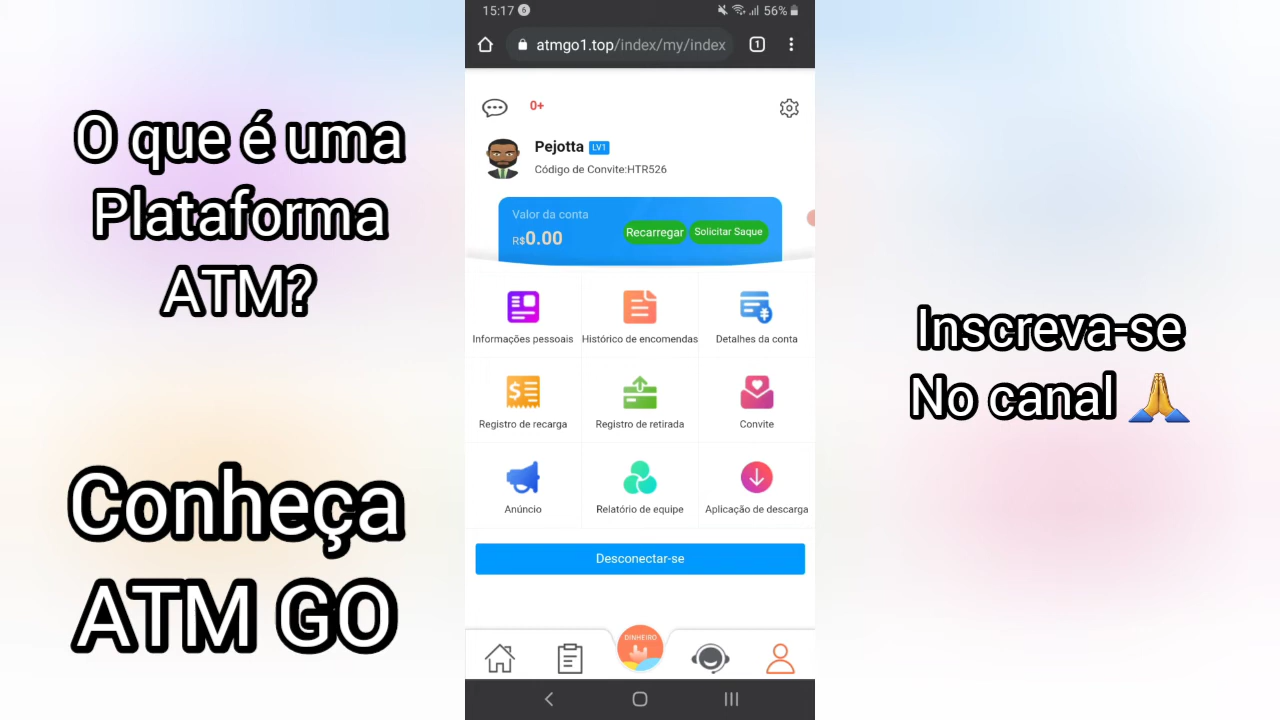 O que é uma
Plataforma
ATM?
Conheça
ATM GO
15:17 6
56%
atmgo1.top/index/my/index
1
0+
Pejotta LV1
Código de Convite:HTR526
Valor da conta
R$0.00
Recarregar
Solicitar Saque
Informações pessoais
Histórico de encomendas
Detalhes da conta
Registro de recarga
Registro de retirada
Convite
Anúncio
Relatório de equipe
Aplicação de descarga
Desconectar-se
DINHEIRO
Inscreva-se
No canal 🙏